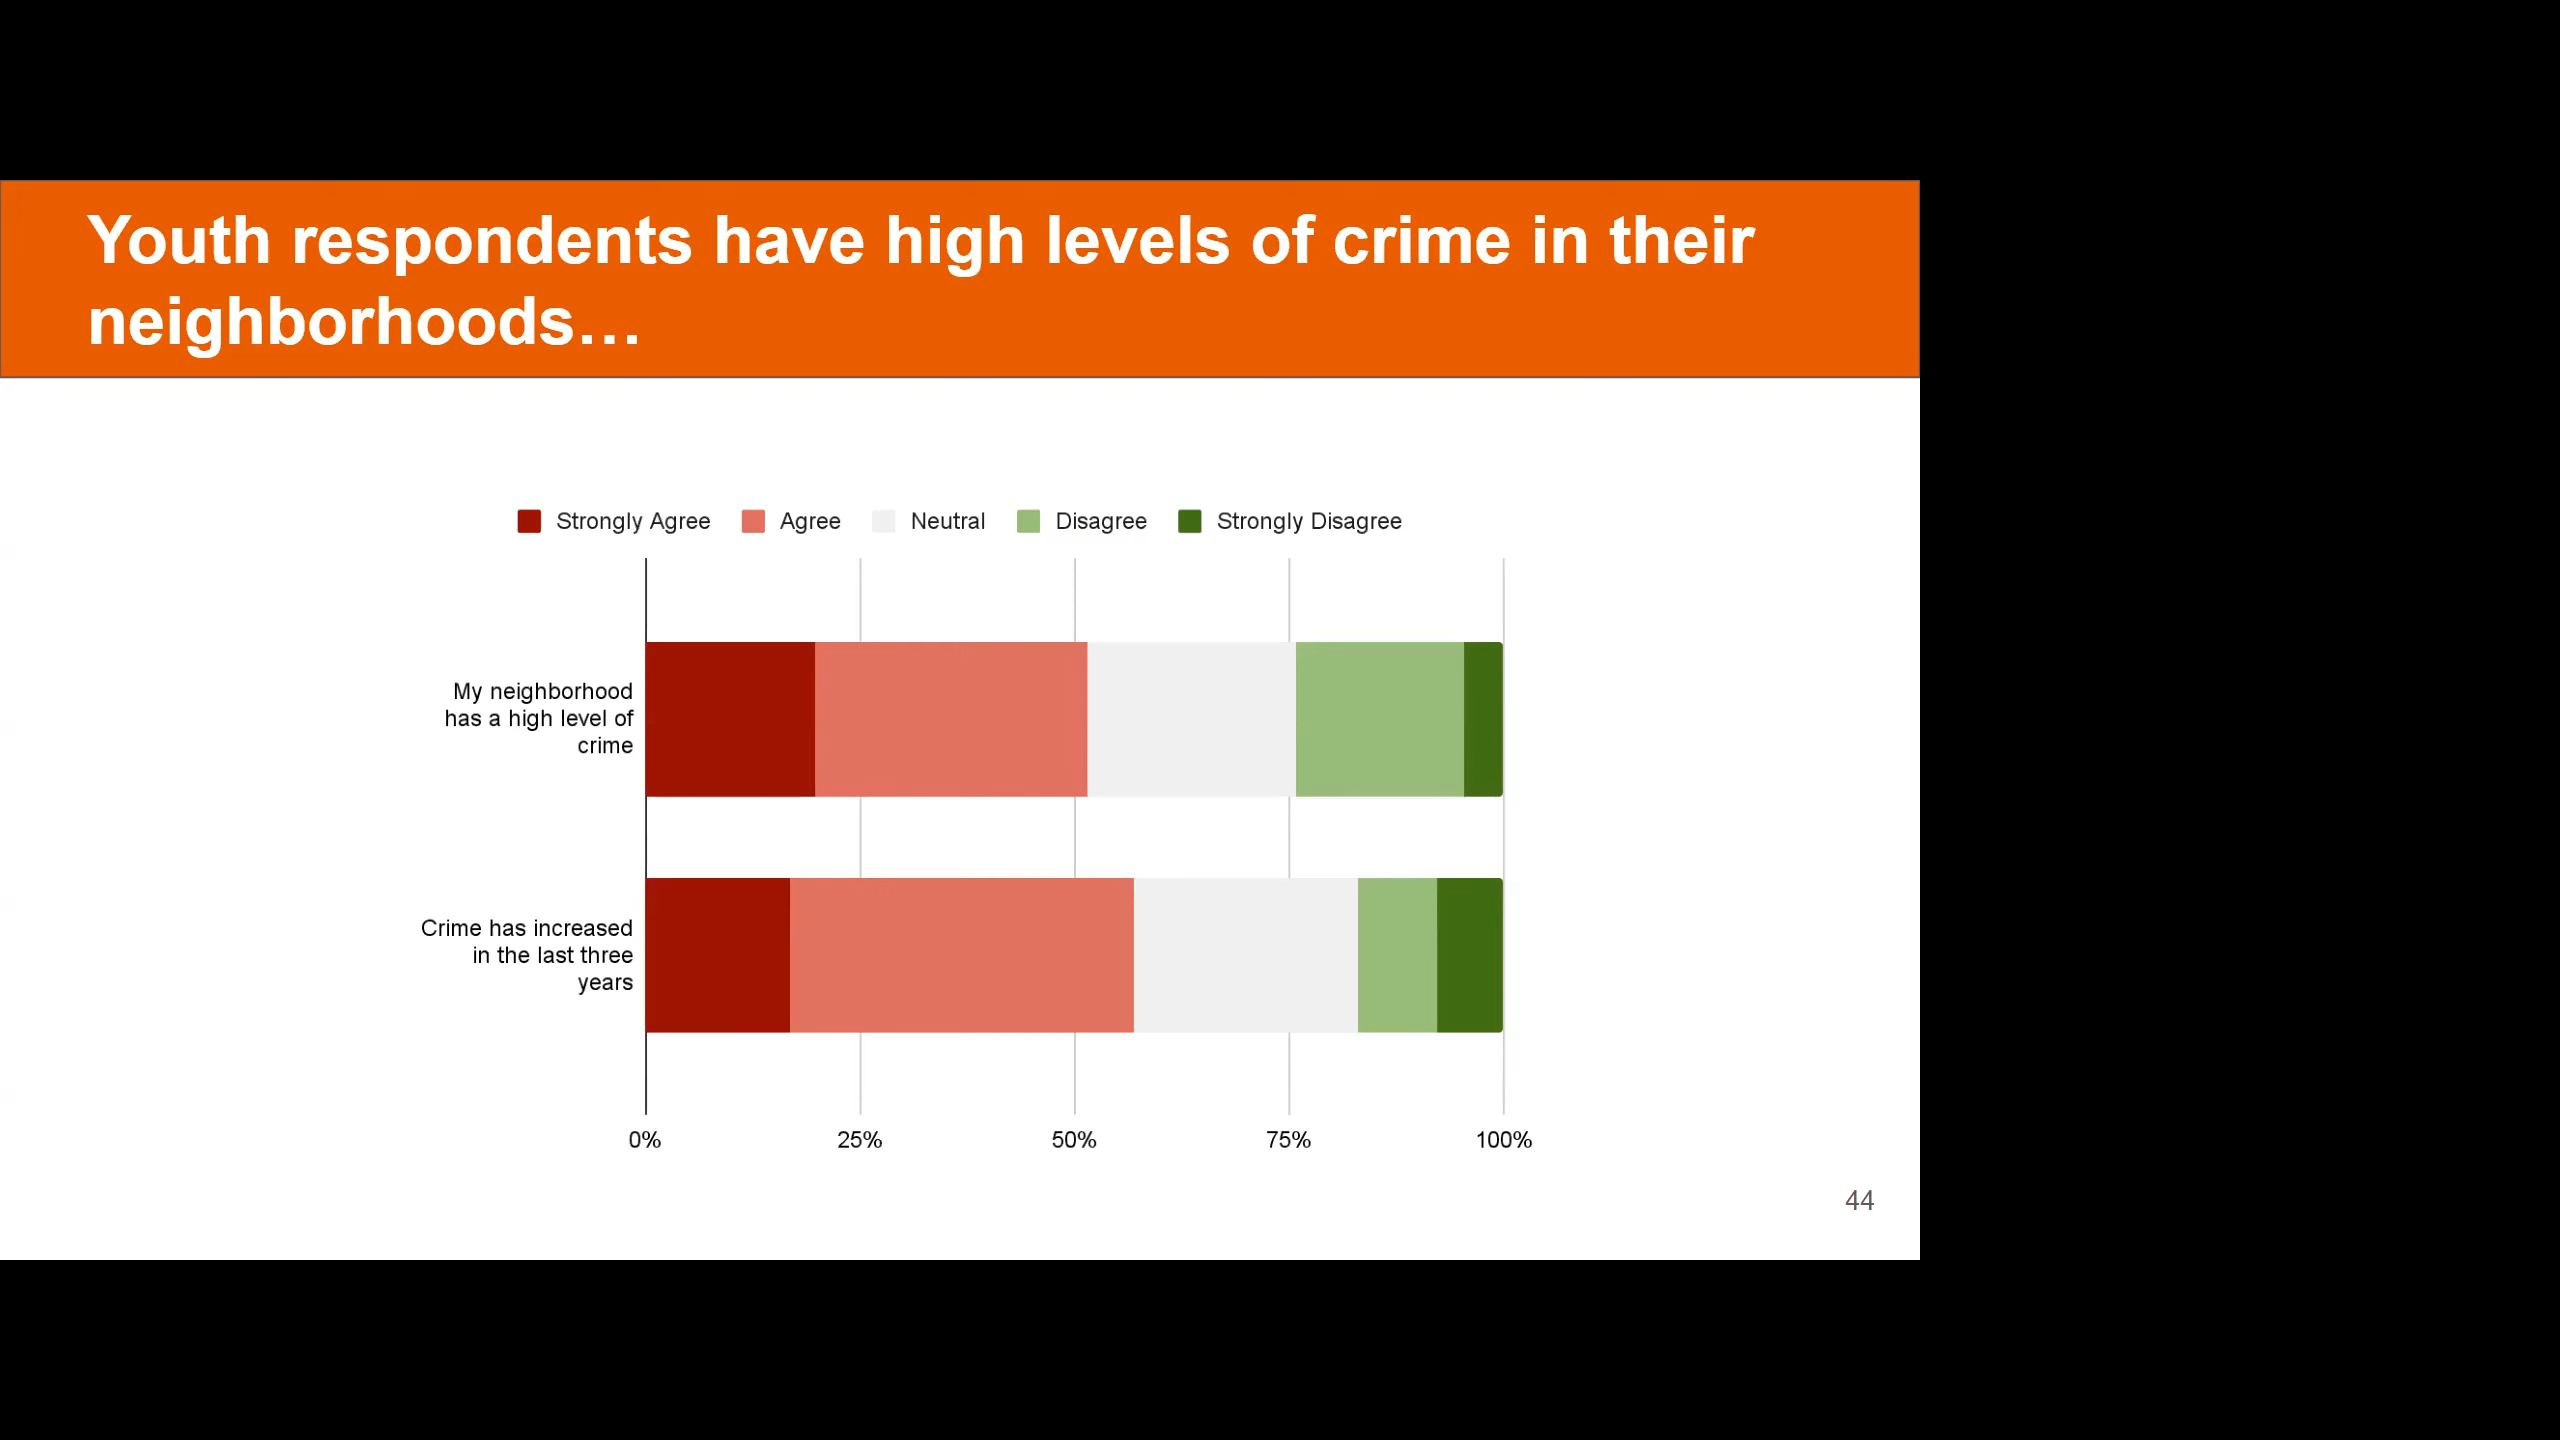 Youth respondents have high levels of crime in their
neighborhoods…
Strongly Agree Agree Neutral Disagree Strongly Disagree
My neighborhood
has a high level of
crime
Crime has increased
in the last three
years
0% 25% 50% 75% 100%
44